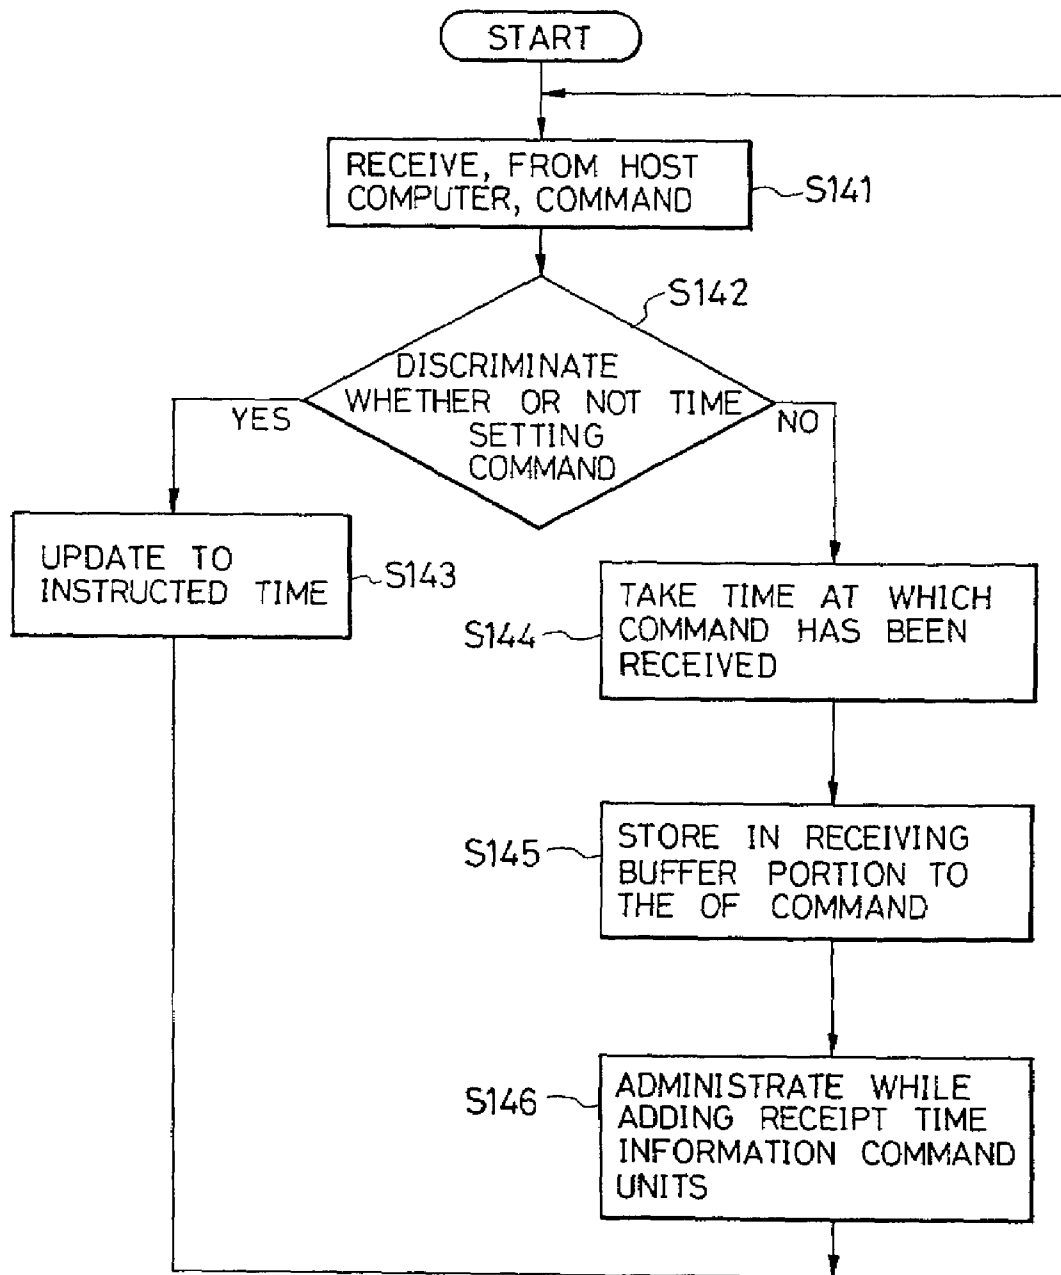 START
RECEIVE, FROM HOST
COMPUTER, COMMAND
S141
S142
DISCRIMINATE
WHETHER OR NOT TIME
SETTING
COMMAND
YES
NO
UPDATE TO
INSTRUCTED TIME
S143
S144
TAKE TIME AT WHICH
COMMAND HAS BEEN
RECEIVED
S145
STORE IN RECEIVING
BUFFER PORTION TO
THE OF COMMAND
S146
ADMINISTRATE WHILE
ADDING RECEIPT TIME
INFORMATION COMMAND
UNITS